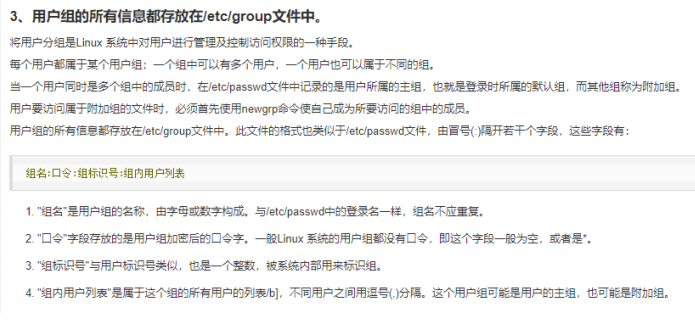 3、用户组的所有信息都存放在/etc/group文件中。
将用户分组是Linux 系统中对用户进行管理及控制访问权限的一种手段。
每个用户都属于某个用户组；一个组中可以有多个用户，一个用户也可以属于不同的组。
当一个用户同时是多个组中的成员时，在/etc/passwd文件中记录的是用户所属的主组，也就是登录时所属的默认组，而其他组称为附加组。
用户要访问属于附加组的文件时，必须首先使用newgrp命令使自己成为所要访问的组中的成员。
用户组的所有信息都存放在/etc/group文件中。此文件的格式也类似于/etc/passwd文件，由冒号(:)隔开若干个字段，这些字段有：
组名:口令:组标识号:组内用户列表
1. "组名"是用户组的名称，由字母或数字构成。与/etc/passwd中的登录名一样，组名不应重复。
2. "口令"字段存放的是用户组加密后的口令字。一般Linux 系统的用户组都没有口令，即这个字段一般为空，或者是*。
3. "组标识号"与用户标识号类似，也是一个整数，被系统内部用来标识组。
4. "组内用户列表"是属于这个组的所有用户的列表/b]，不同用户之间用逗号(,)分隔。这个用户组可能是用户的主组，也可能是附加组。